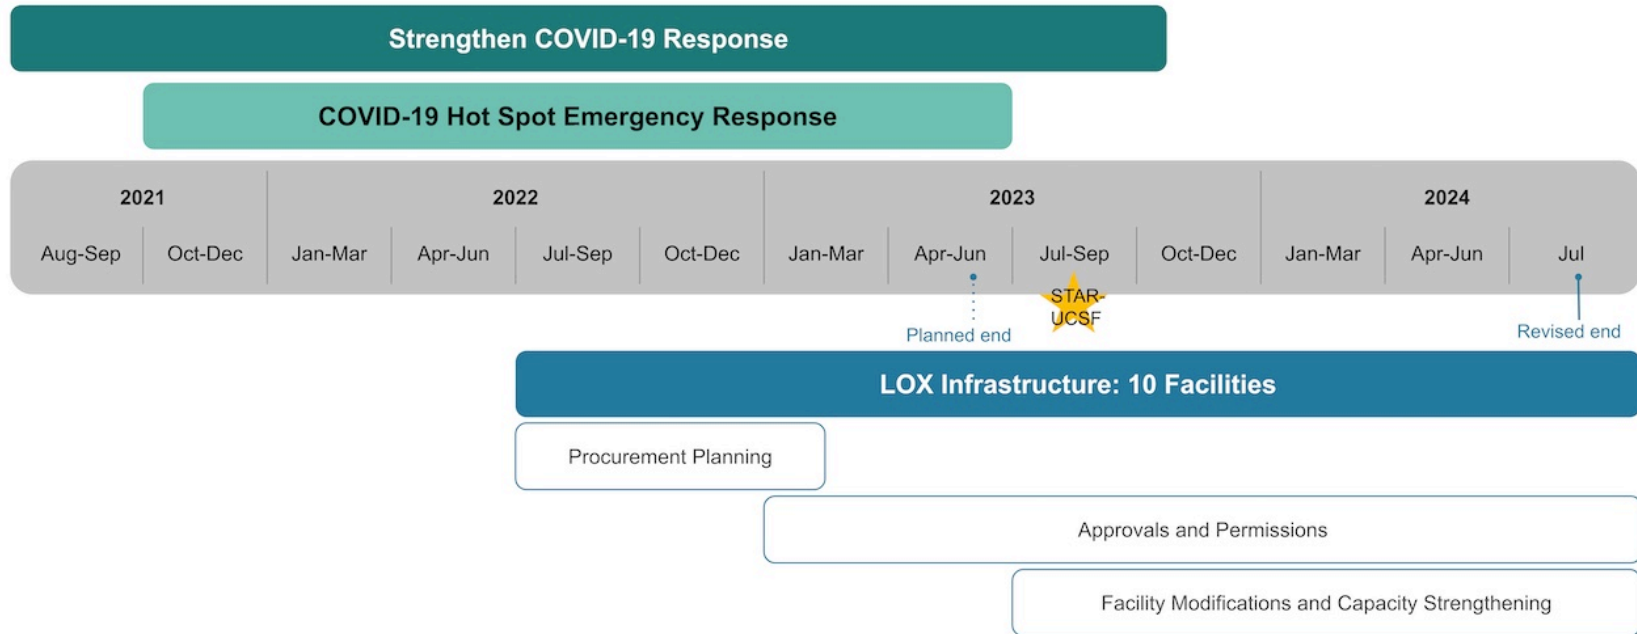 Strengthen COVID-19 Response
COVID-19 Hot Spot Emergency Response
2021 2022 2023 2024
Aug-Sep Oct-Dec Jan-Mar Apr-Jun Jul-Sep Oct-Dec Jan-Mar Apr-Jun Jul-Sep Oct-Dec Jan-Mar Apr-Jun Jul
STAR-
UCSF
Planned end
Revised end
LOX Infrastructure: 10 Facilities
Procurement Planning
Approvals and Permissions
Facility Modifications and Capacity Strengthening